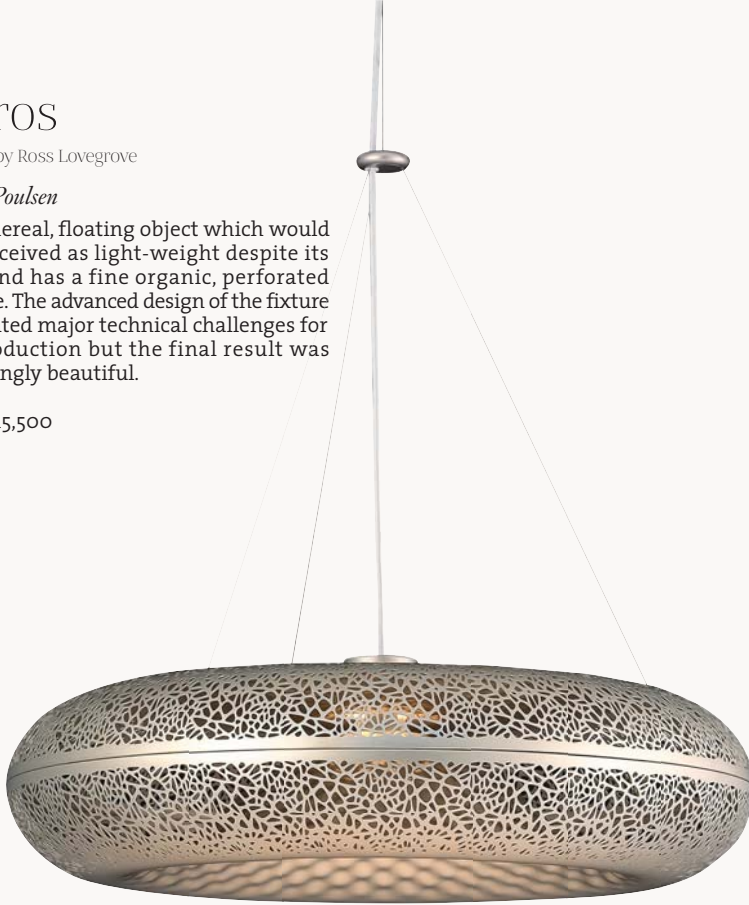 ROS
by Ross Lovegrove
Poulsen
ereal, floating object which would
ceived as light-weight despite its
nd has a fine organic, perforated
e. The advanced design of the fixture
ted major technical challenges for
oduction but the final result was
ngly beautiful.
5,500